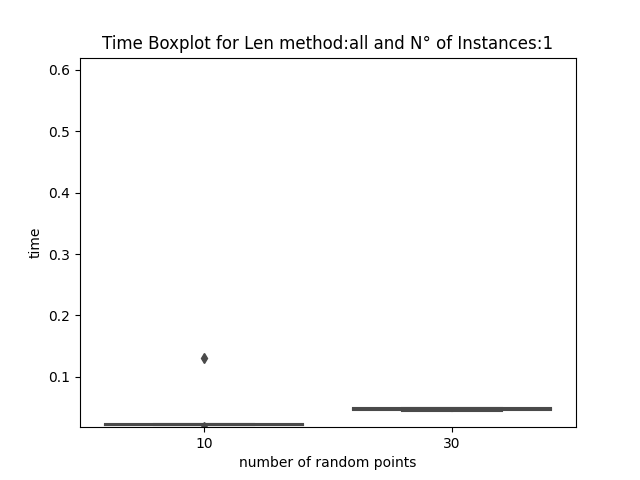 Time Boxplot for Len method:all and N° of Instances:1
0.6
0.5
0.4
0.3
0.2
0.1
time
10 30
number of random points